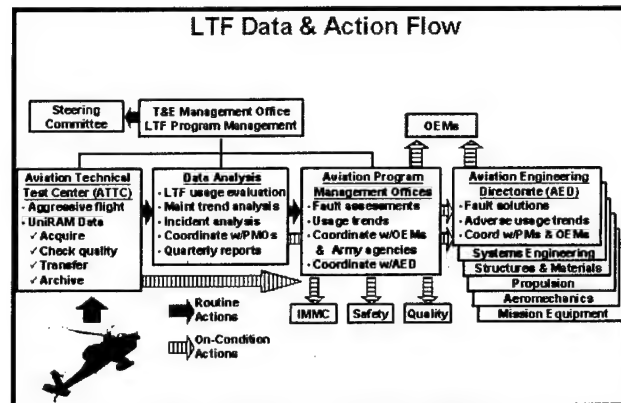 LTF Data & Action Flow
Steering
Committee
T&E Management Office
LTF Program Management
OEMs
Aviation Technical
Test Center (ATTC)
• Aggressive flight
• UniRAM Data
✓ Acquire
✓ Check quality
✓ Transfer
✓ Archive
Data Analysis
• LTF usage evaluation
• Maint trend analysis
• Incident analysis
• Coordinate w/PMOs
• Quarterly reports
Aviation Program
Management Offices
• Fault assessments
• Usage trends
• Coordinate w/OEMs
& Army agencies
• Coordinate w/AED
Aviation Engineering
Directorate (AED)
• Fault solutions
• Adverse usage trends
• Coord w/PMs & OEMs
Systems Engineering
Structures & Materials
Propulsion
Aeromechanics
Mission Equipment
Routine
Actions
On-Condition
Actions
IMMC
Safety
Quality